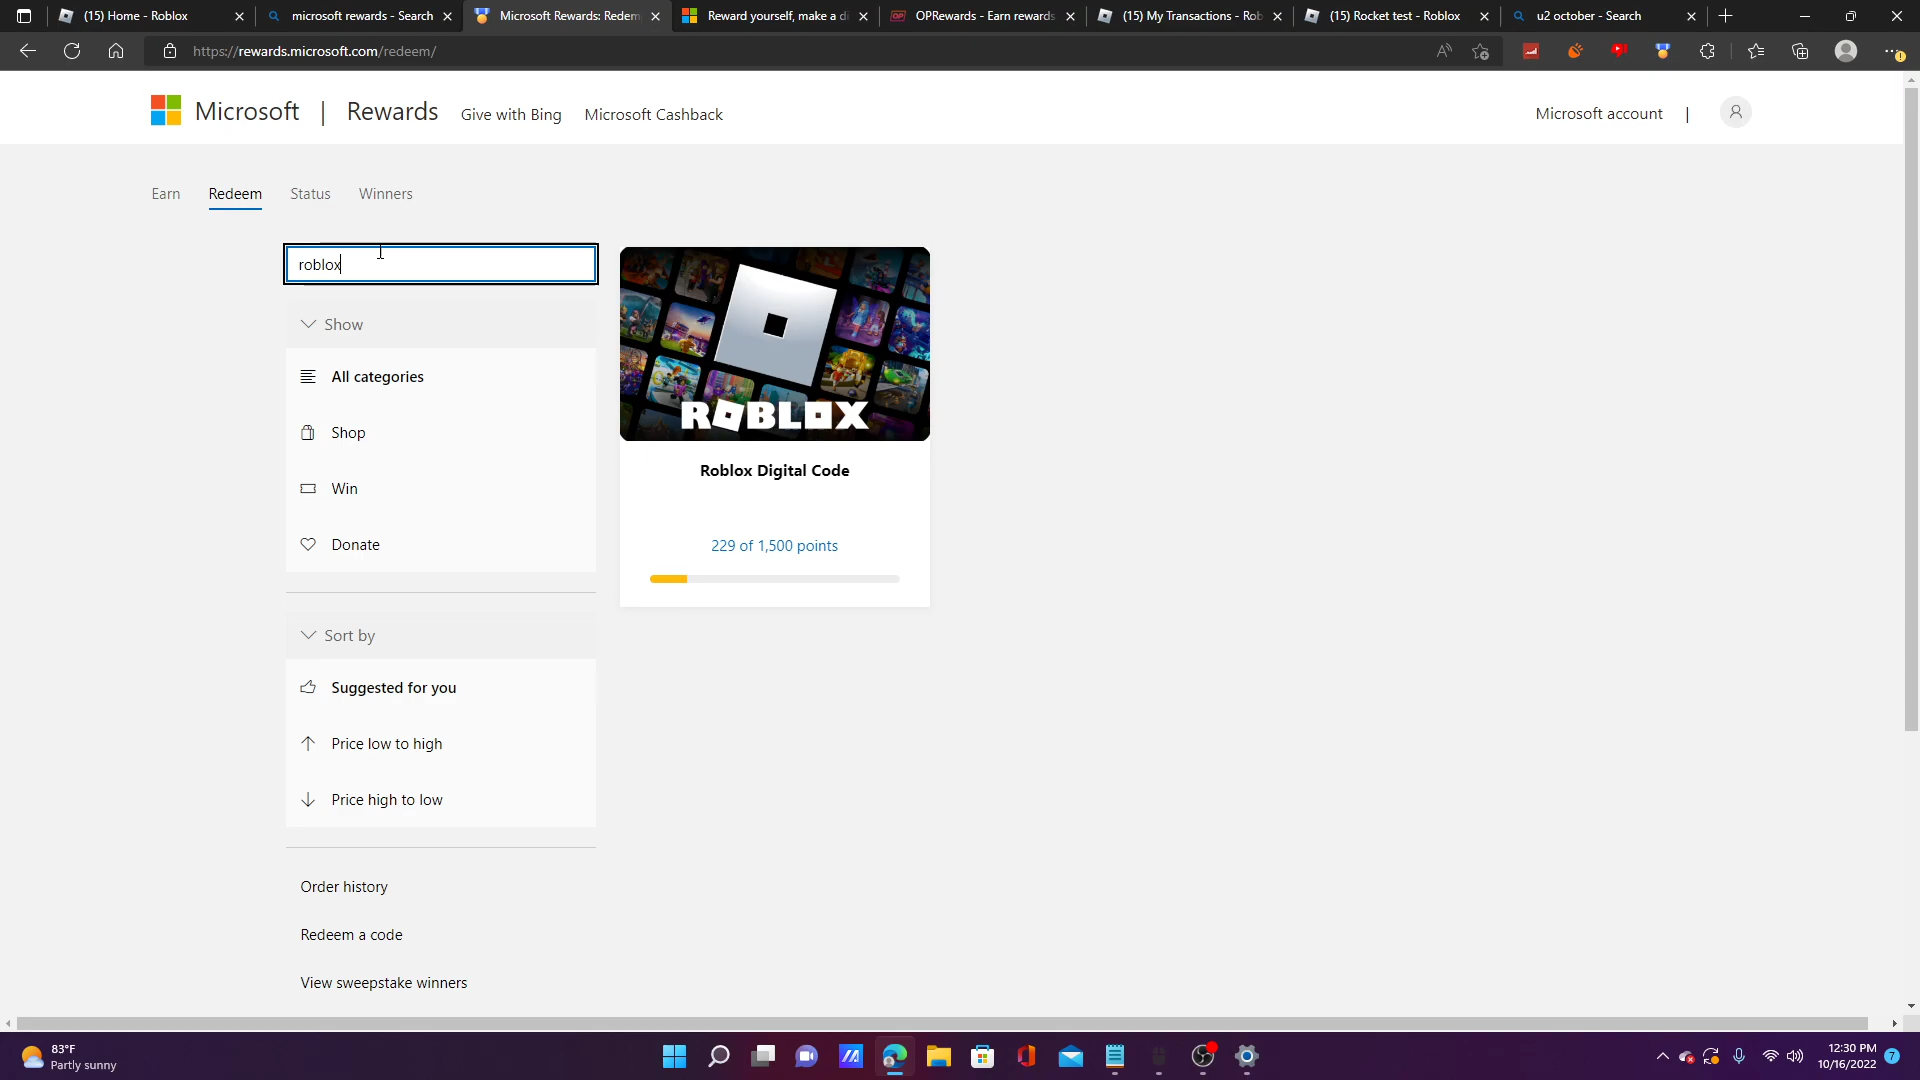 (15) Home - Roblox
microsoft rewards - Search
Microsoft Rewards: Redem
Reward yourself, make a di
OP
OPRewards - Earn rewards
(15) My Transactions - Rob
(15) Rocket test - Roblox
u2 october - Search
https://rewards.microsoft.com/redeem/
Microsoft | Rewards
Give with Bing
Microsoft Cashback
Microsoft account |
Earn
Redeem
Status
Winners
roblox
Show
All categories
Shop
Win
Donate
Sort by
Suggested for you
Price low to high
Price high to low
Order history
Redeem a code
View sweepstake winners
ROBLOX
Roblox Digital Code
229 of 1,500 points
83°F
Partly sunny
12:30 PM
10/16/2022
7